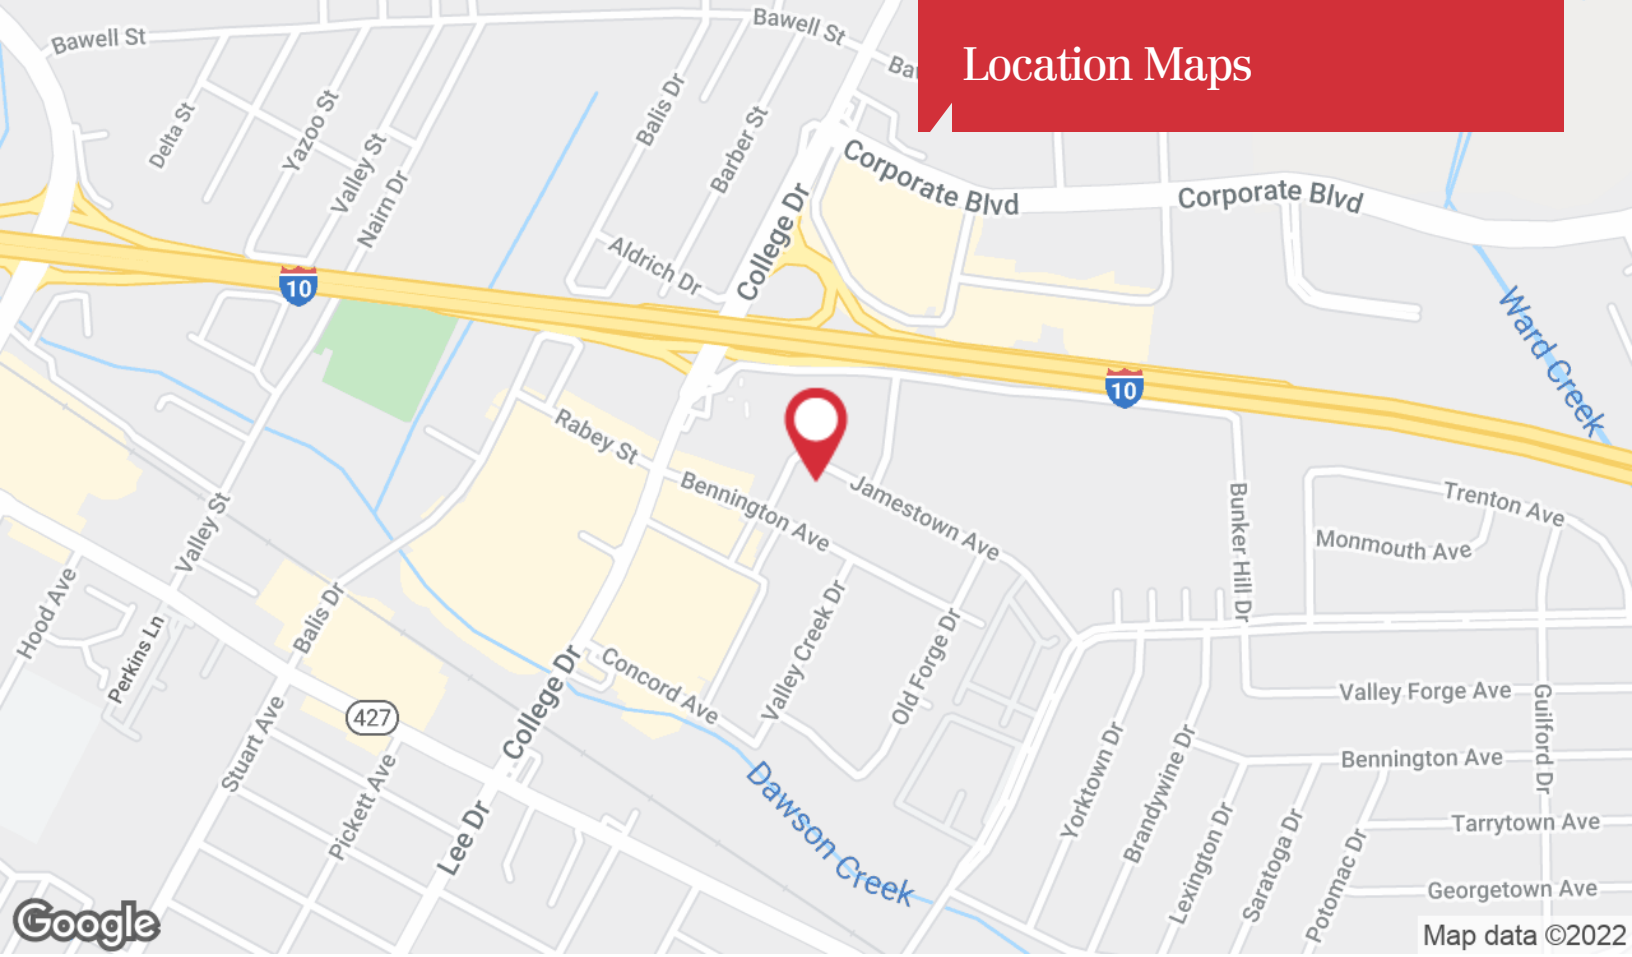 Location Maps
Bawell St
Bawell St
Ba
Delta St
Yazoo St
Valley St
Nairn Dr
Balis Dr
Barber St
Aldrich Dr
College Dr
Corporate Blvd
Corporate Blvd
10
10
Ward Creek
Rabey St
Bennington Ave
Jamestown Ave
Bunker Hill Dr
Trenton Ave
Monmouth Ave
Valley St
Hood Ave
Perkins Ln
Balis Dr
Stuart Ave
Pickett Ave
427
College Dr
Lee Dr
Concord Ave
Valley Creek Dr
Old Forge Dr
Dawson Creek
Yorktown Dr
Brandywine Dr
Lexington Dr
Saratoga Dr
Potomac Dr
Valley Forge Ave
Guilford Dr
Bennington Ave
Tarrytown Ave
Georgetown Ave
Google
Map data ©2022